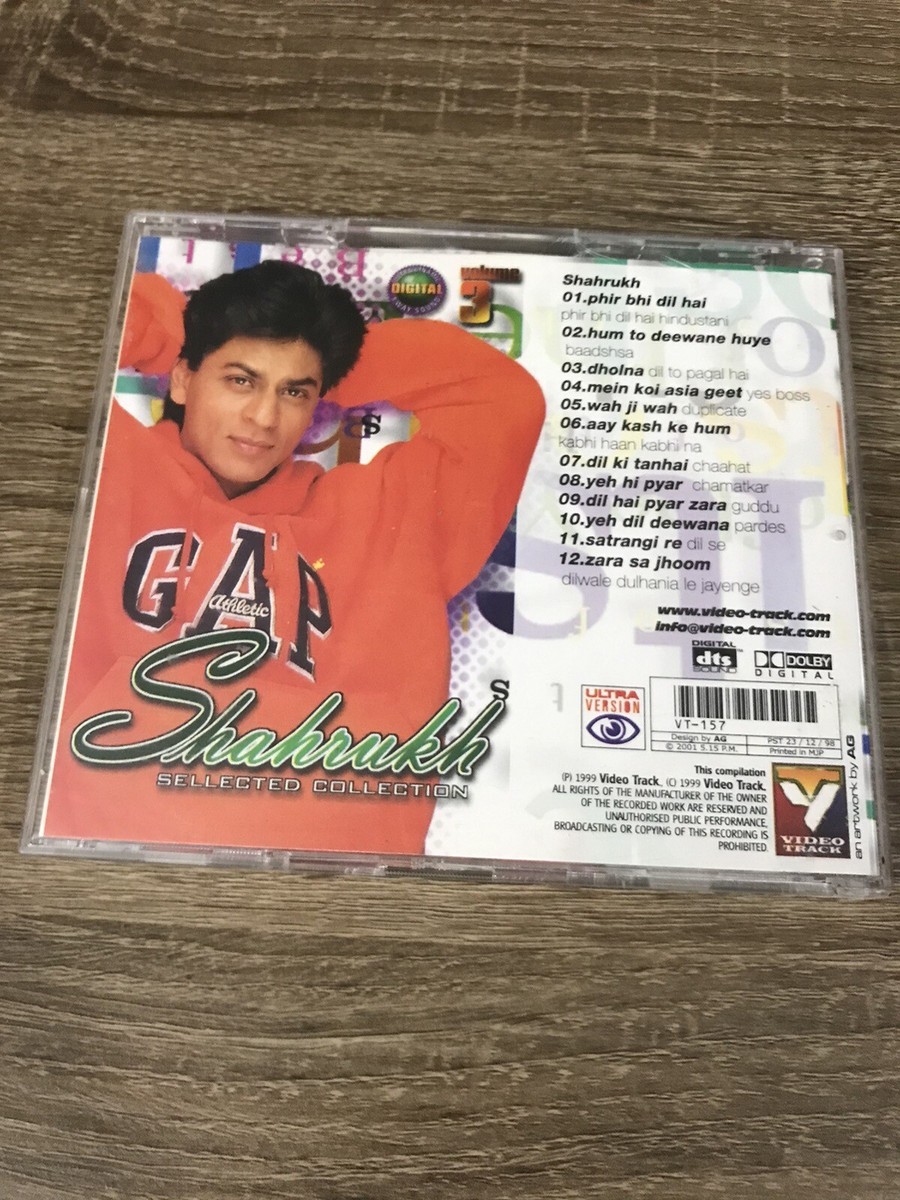 DIGITAL
volume
3
GAP
Athletic
Shahrukh
S
SELLECTED COLLECTION
Shahrukh
01.phir bhi dil hai
phir bhi dil hai hindustani
02.hum to deewane huye
baadshsa
03.dholna dil to pagal hai
04.mein koi asia geet yes boss
05.wah ji wah duplicate
06.aay kash ke hum
kabhi haan kabhi na
07.dil ki tanhai chaahat
08.yeh hi pyar chamatkar
09.dil hai pyar zara guddu
10.yeh dil deewana pardes
11.satrangi re dil se
12.zara sa jhoom
dilwale dulhania le jayenge
www.video-track.com
info@video-track.com
DIGITAL
dts
DOLBY
DIGITAL
ULTRA
VERSION
VT-157
Design by AG
© 2001 5.15 P.M.
PST 23 / 12 / 98
Printed in MJP
This compilation
(P) 1999 Video Track, (C) 1999 Video Track,
ALL RIGHTS OF THE MANUFACTURER OF THE OWNER
OF THE RECORDED WORK ARE RESERVED AND
UNAUTHORISED PUBLIC PERFORMANCE,
BROADCASTING OR COPYING OF THIS RECORDING IS
PROHIBITED.
VIDEO
TRACK
an artwork by AG